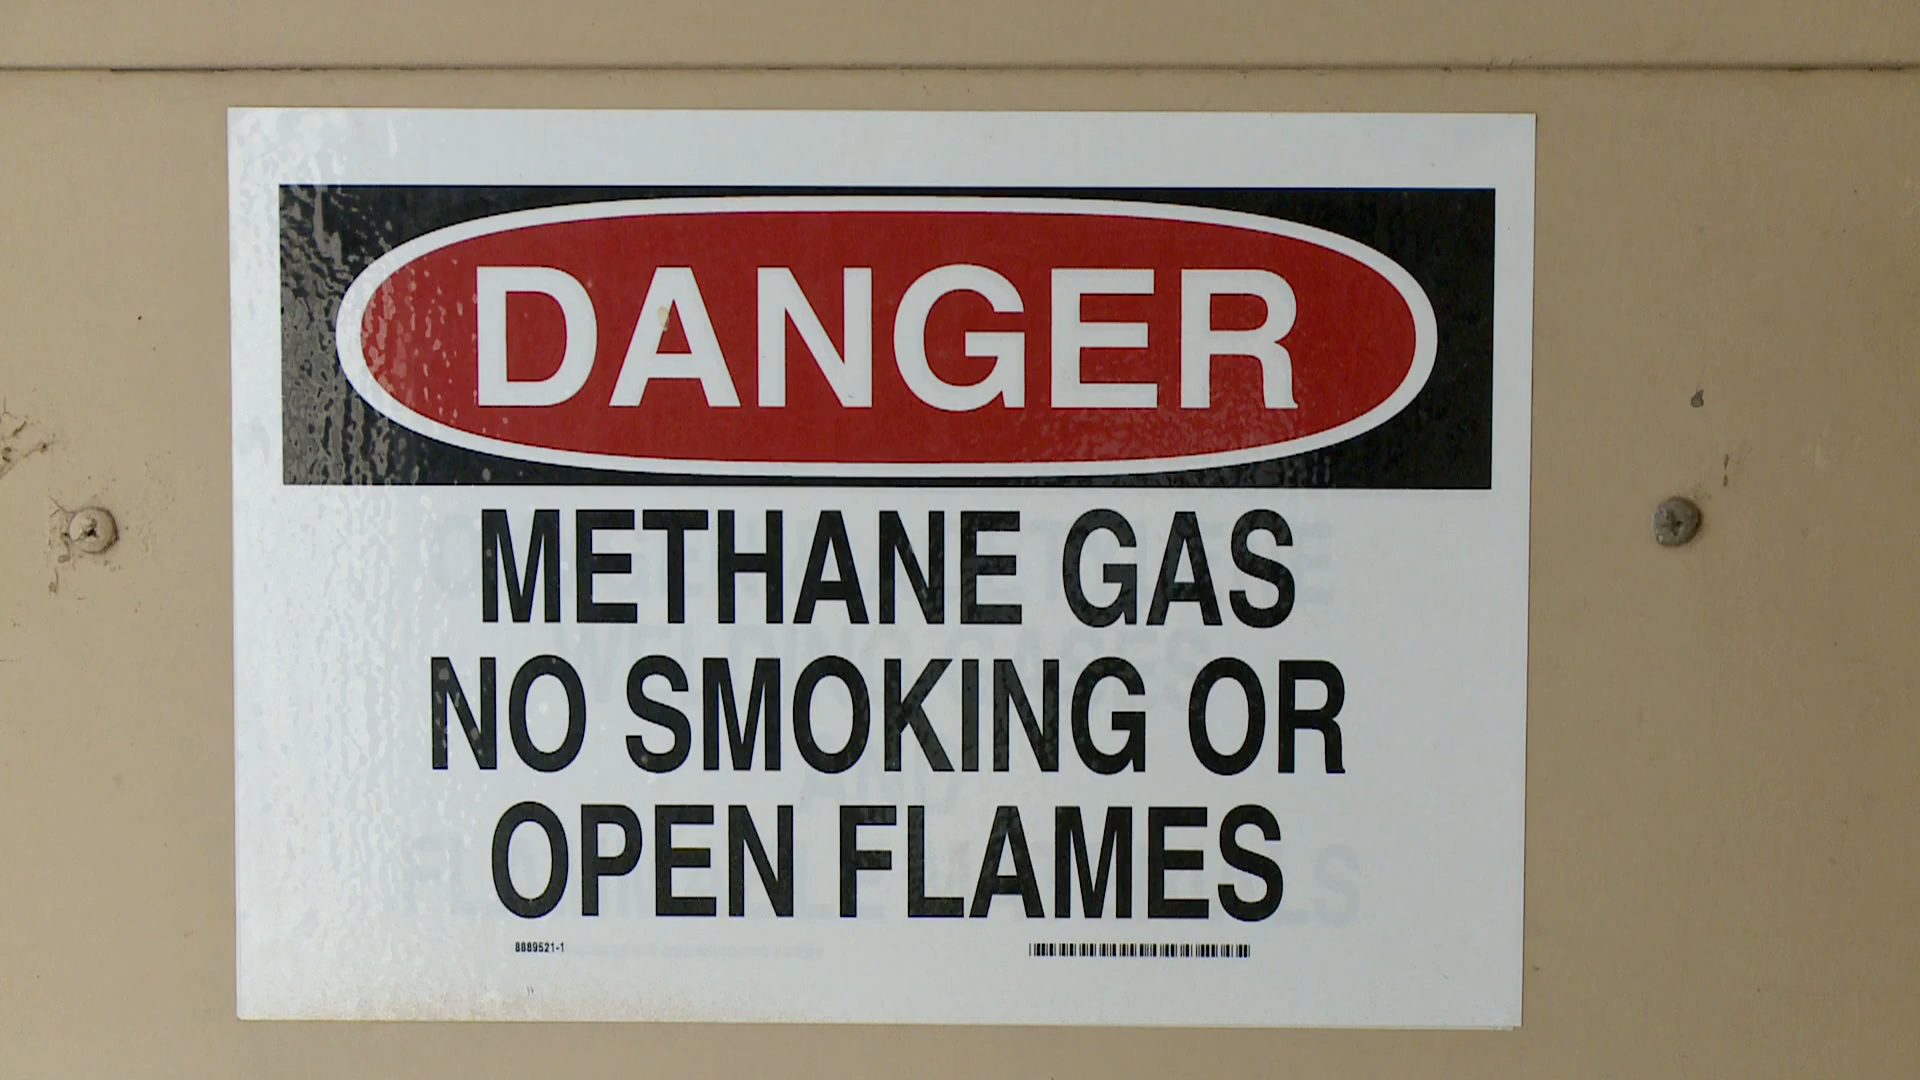 DANGER
METHANE GAS
NO SMOKING OR
OPEN FLAMES
8889521-1